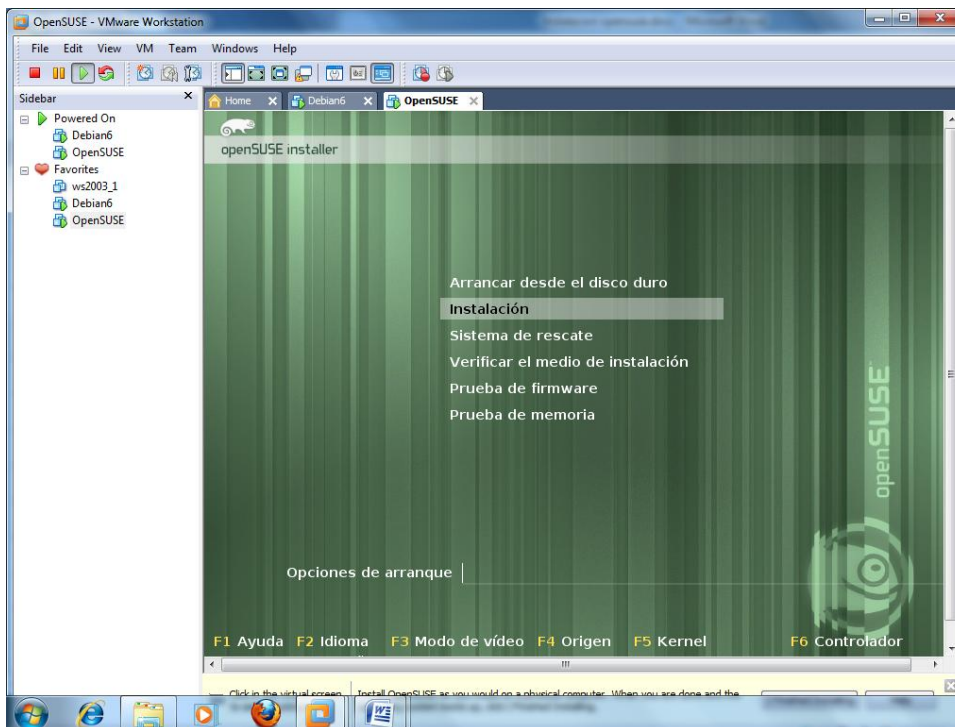 OpenSUSE - VMware Workstation
File Edit View VM Team Windows Help
Sidebar
Powered On
Debian6
OpenSUSE
Favorites
ws2003_1
Debian6
OpenSUSE
Home Debian6 OpenSUSE
openSUSE installer
Arrancar desde el disco duro
Instalación
Sistema de rescate
Verificar el medio de instalación
Prueba de firmware
Prueba de memoria
openSUSE
Opciones de arranque
F1 Ayuda F2 Idioma F3 Modo de vídeo F4 Origen F5 Kernel F6 Controlador
Click in the virtual screen
Install OpenSUSE as you would on a physical computer. When you are done and the